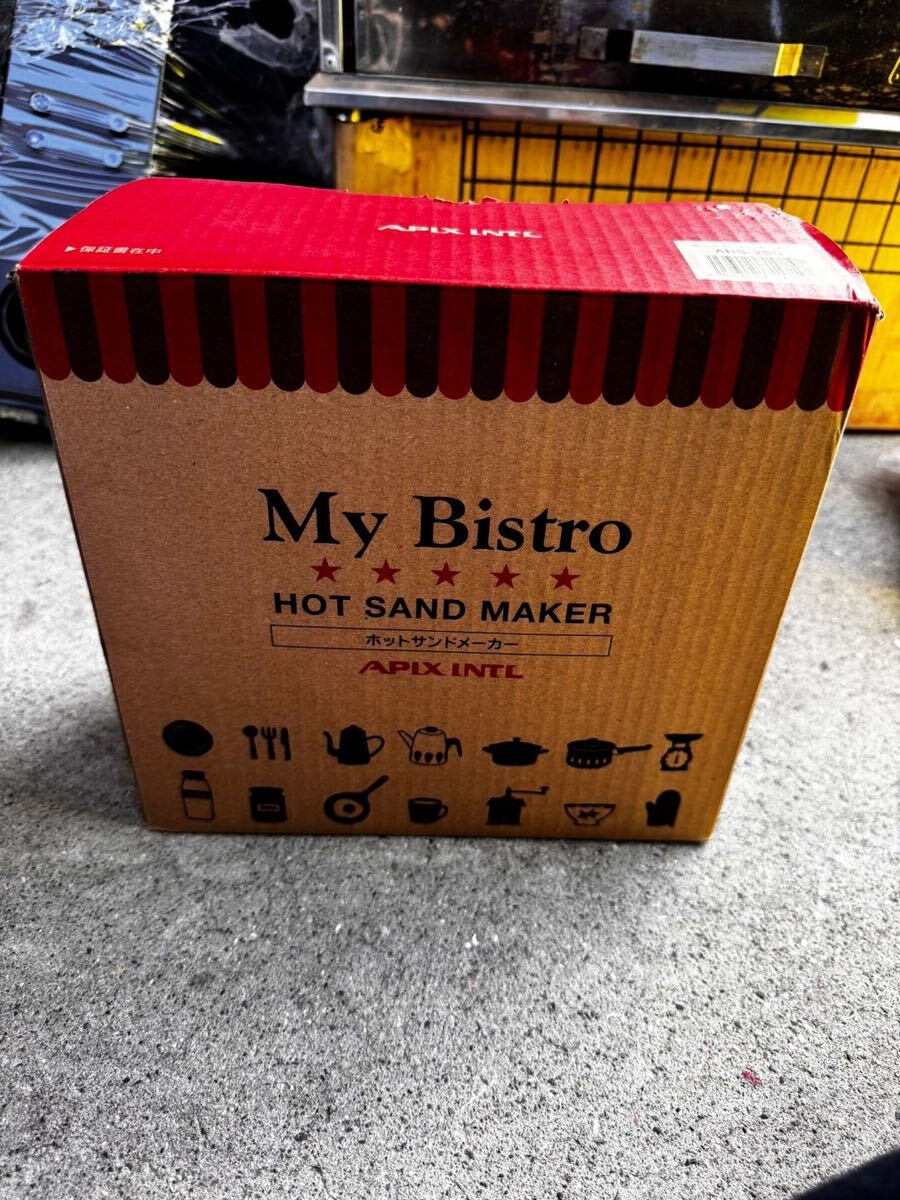 APIX INTL
▶保証書在中
My Bistro
★★★★★
HOT SAND MAKER
ホットサンドメーカー
APIX INTL